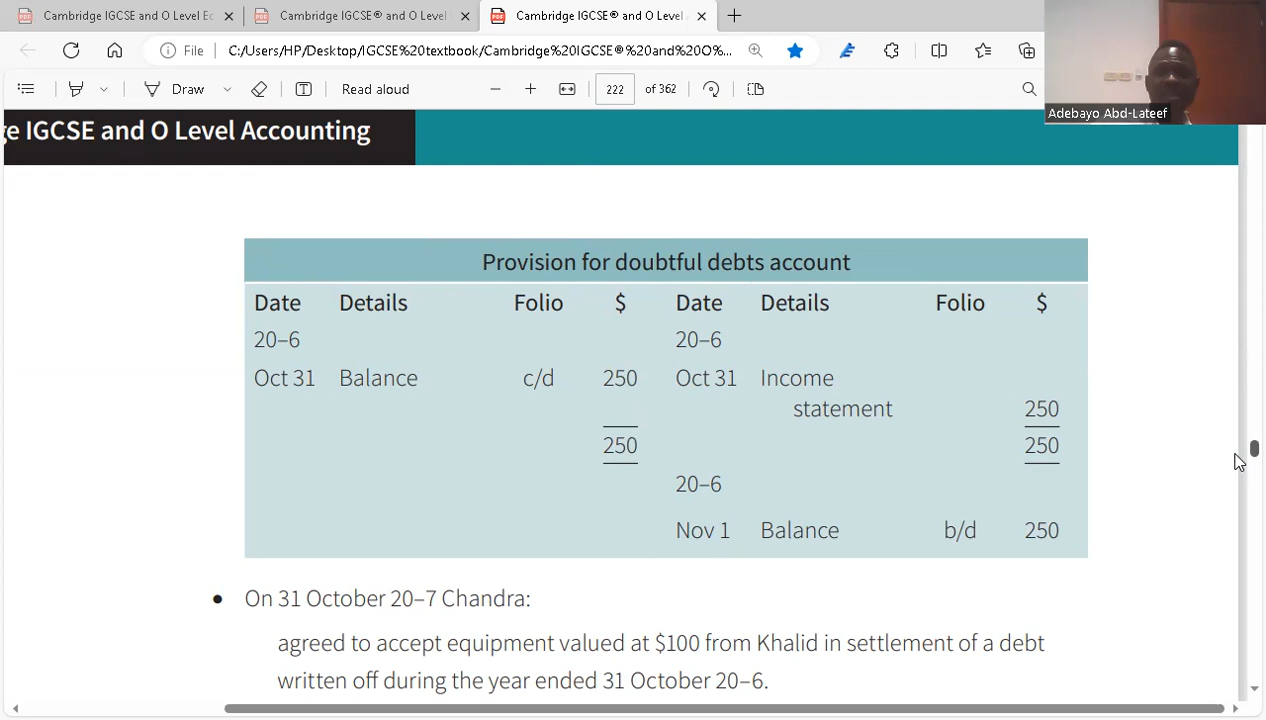 Cambridge IGCSE and O Level Ec
Cambridge IGCSE® and O Level
Cambridge IGCSE® and O Level
File
C:/Users/HP/Desktop/IGCSE%20textbook/Cambridge%20IGCSE®%20and%20O%...
Draw
Read aloud
222
of 362
Adebayo Abd-Lateef
ge IGCSE and O Level Accounting
Provision for doubtful debts account
Date Details Folio $ Date Details Folio $
20–6 20–6
Oct 31 Balance c/d 250 Oct 31 Income
statement 250
250 250
20–6
Nov 1 Balance b/d 250
• On 31 October 20–7 Chandra:
agreed to accept equipment valued at $100 from Khalid in settlement of a debt
written off during the year ended 31 October 20–6.